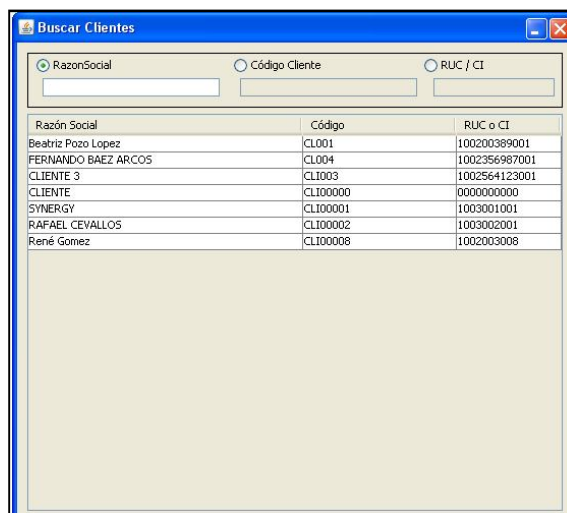 Buscar Clientes
RazonSocial Código Cliente RUC / CI
Razón Social Código RUC o CI
Beatriz Pozo Lopez CL001 100200389001
FERNANDO BAEZ ARCOS CL004 1002356987001
CLIENTE 3 CLI003 1002564123001
CLIENTE CLI00000 0000000000
SYNERGY CLI00001 1003001001
RAFAEL CEVALLOS CLI00002 1003002001
René Gomez CLI00008 1002003008